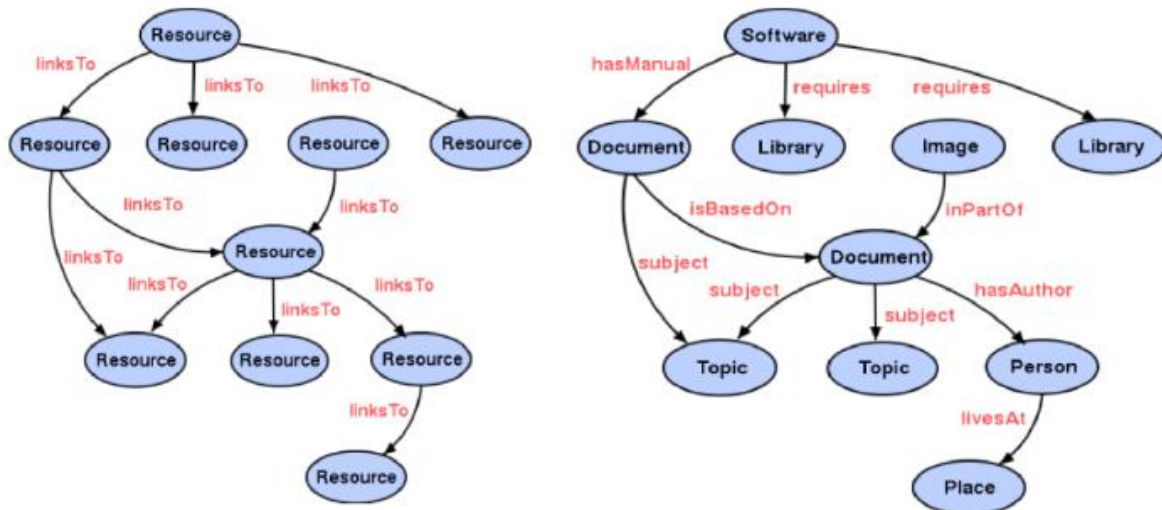 Resource
linksTo
linksTo
linksTo
Resource
Resource
Resource
Resource
linksTo
linksTo
linksTo
Resource
linksTo
linksTo
linksTo
Resource
Resource
Resource
linksTo
Resource
Software
hasManual
requires
requires
Document
Library
Image
Library
isBasedOn
inPartOf
subject
Document
subject
hasAuthor
subject
Topic
Topic
Person
livesAt
Place